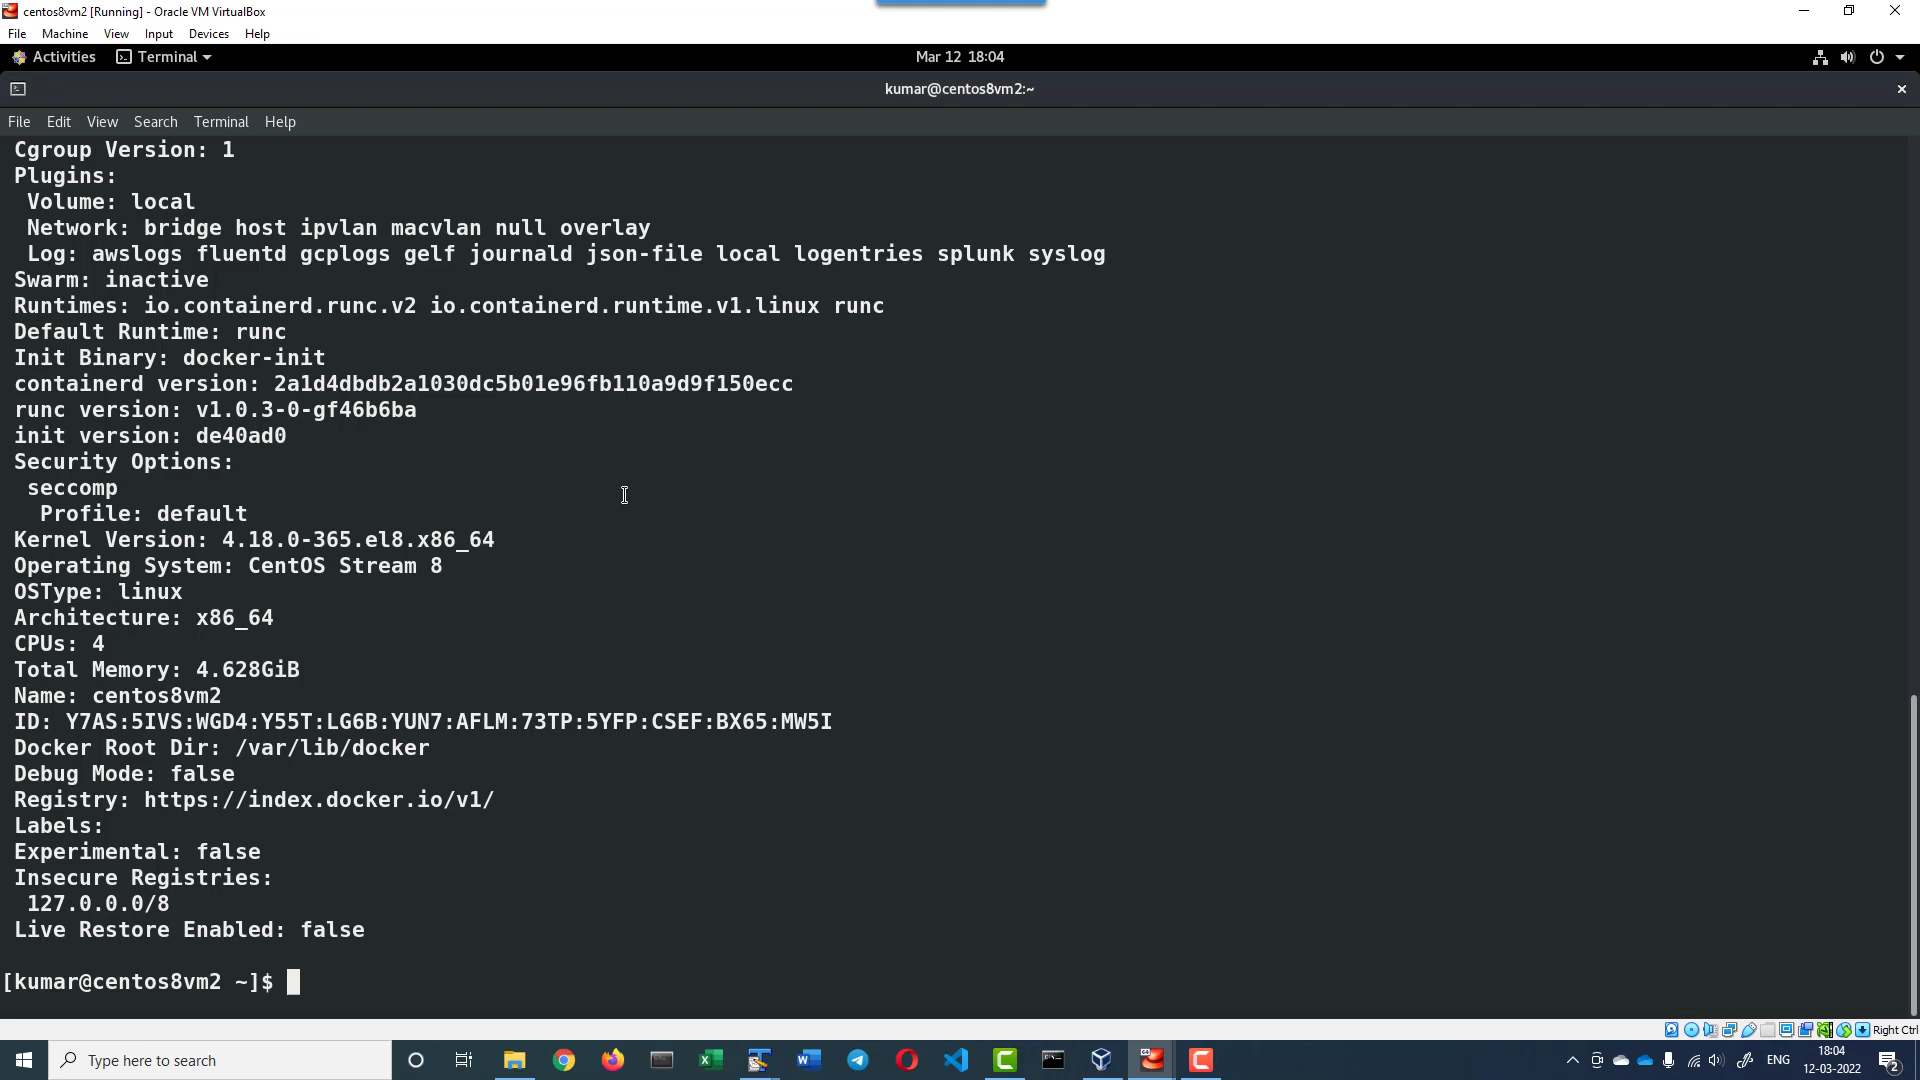 centos8vm2 [Running] - Oracle VM VirtualBox
File Machine View Input Devices Help
Activities Terminal Mar 12 18:04
kumar@centos8vm2:~
File Edit View Search Terminal Help
Cgroup Version: 1
Plugins:
Volume: local
Network: bridge host ipvlan macvlan null overlay
Log: awslogs fluentd gcplogs gelf journald json-file local logentries splunk syslog
Swarm: inactive
Runtimes: io.containerd.runc.v2 io.containerd.runtime.v1.linux runc
Default Runtime: runc
Init Binary: docker-init
containerd version: 2a1d4dbdb2a1030dc5b01e96fb110a9d9f150ecc
runc version: v1.0.3-0-gf46b6ba
init version: de40ad0
Security Options:
seccomp
Profile: default
Kernel Version: 4.18.0-365.el8.x86_64
Operating System: CentOS Stream 8
OSType: linux
Architecture: x86_64
CPUs: 4
Total Memory: 4.628GiB
Name: centos8vm2
ID: Y7AS:5IVS:WGD4:Y55T:LG6B:YUN7:AFLM:73TP:5YFP:CSEF:BX65:MW5I
Docker Root Dir: /var/lib/docker
Debug Mode: false
Registry: https://index.docker.io/v1/
Labels:
Experimental: false
Insecure Registries:
127.0.0.0/8
Live Restore Enabled: false
[kumar@centos8vm2 ~]$
Right Ctrl
Type here to search
ENG
18:04
12-03-2022
2